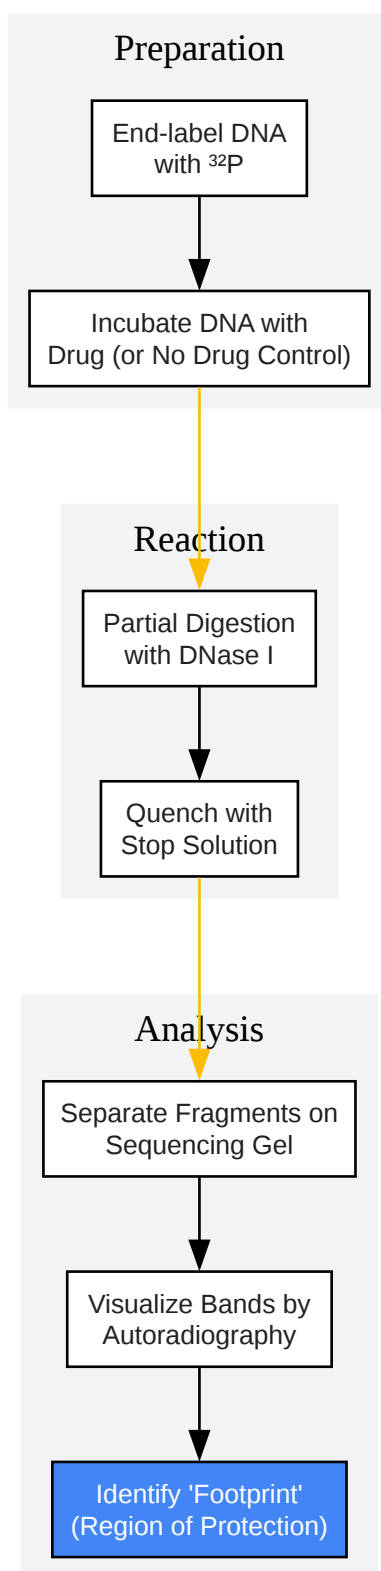 Preparation
End-label DNA
with ³²P
Incubate DNA with
Drug (or No Drug Control)
Reaction
Partial Digestion
with DNase I
Quench with
Stop Solution
Analysis
Separate Fragments on
Sequencing Gel
Visualize Bands by
Autoradiography
Identify 'Footprint'
(Region of Protection)